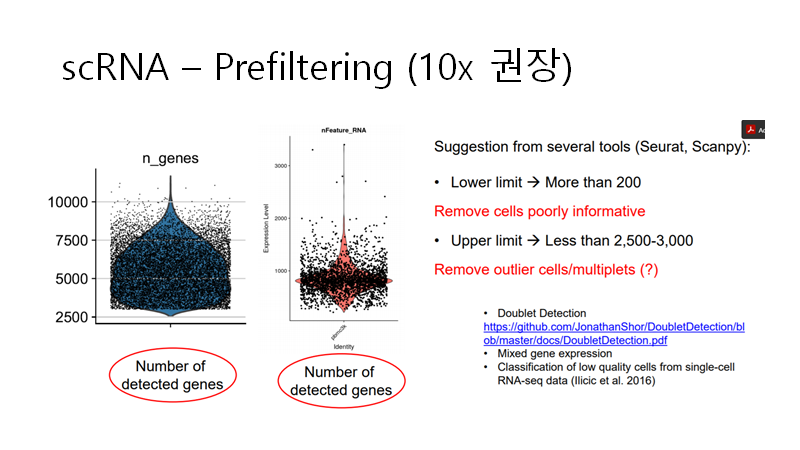 scRNA – Prefiltering (10x 권장)
n_genes
10000
7500
5000
2500
Number of
detected genes
nFeature_RNA
Expression Level
3000
2000
1000
pbmc3k
Identity
Number of
detected genes
Suggestion from several tools (Seurat, Scanpy):
• Lower limit → More than 200
Remove cells poorly informative
• Upper limit → Less than 2,500-3,000
Remove outlier cells/multiplets (?)
• Doublet Detection
https://github.com/JonathanShor/DoubletDetection/bl
ob/master/docs/DoubletDetection.pdf
• Mixed gene expression
• Classification of low quality cells from single-cell
RNA-seq data (Ilicic et al. 2016)